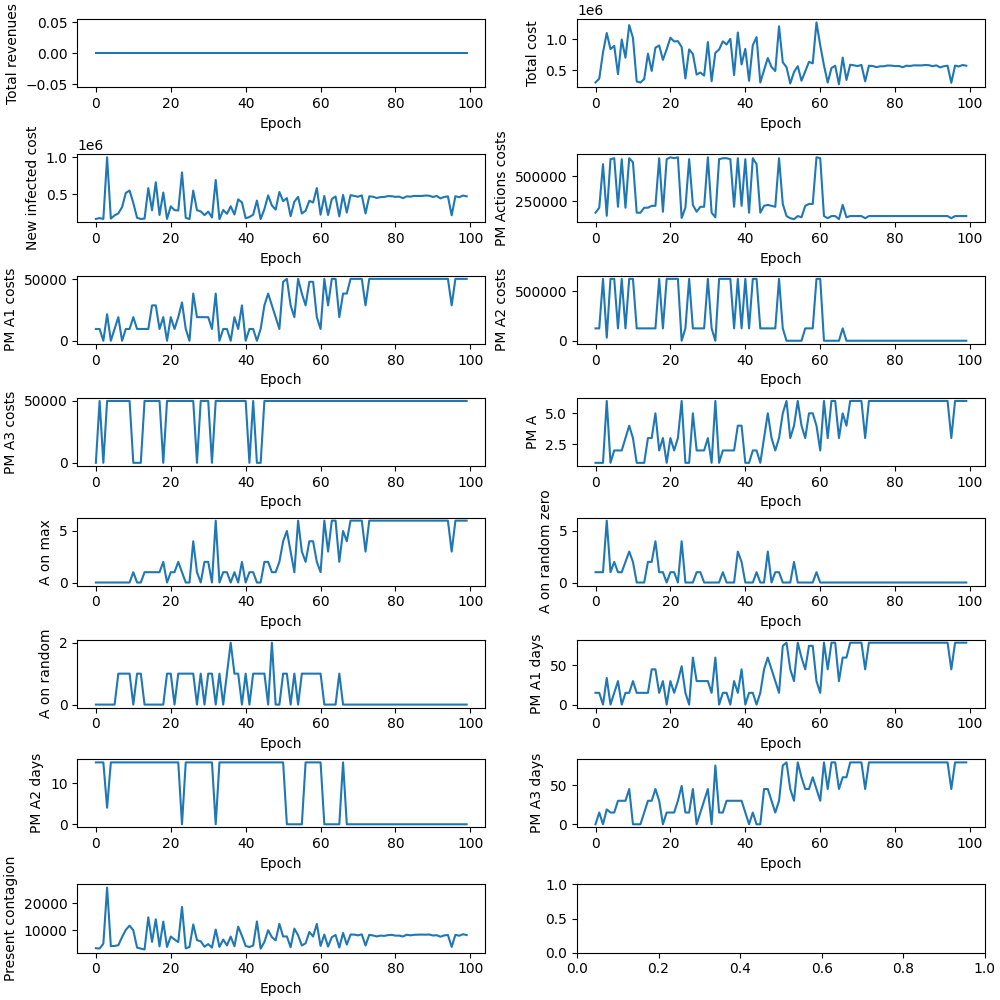 Total revenues
0.05
0.00
−0.05
0 20 40 60 80 100
Epoch
1e6
Total cost
1.0
0.5
0 20 40 60 80 100
Epoch
1e6
New infected cost
1.0
0.5
0 20 40 60 80 100
Epoch
PM Actions costs
500000
250000
0 20 40 60 80 100
Epoch
PM A1 costs
50000
0
0 20 40 60 80 100
Epoch
PM A2 costs
500000
0
0 20 40 60 80 100
Epoch
PM A3 costs
50000
0
0 20 40 60 80 100
Epoch
PM A
5.0
2.5
0 20 40 60 80 100
Epoch
A on max
5
0
0 20 40 60 80 100
Epoch
A on random zero
5
0
0 20 40 60 80 100
Epoch
A on random
2
0
0 20 40 60 80 100
Epoch
PM A1 days
50
0
0 20 40 60 80 100
Epoch
PM A2 days
10
0
0 20 40 60 80 100
Epoch
PM A3 days
50
0
0 20 40 60 80 100
Epoch
Present contagion
20000
10000
0 20 40 60 80 100
Epoch
1.0
0.5
0.0
0.0 0.2 0.4 0.6 0.8 1.0